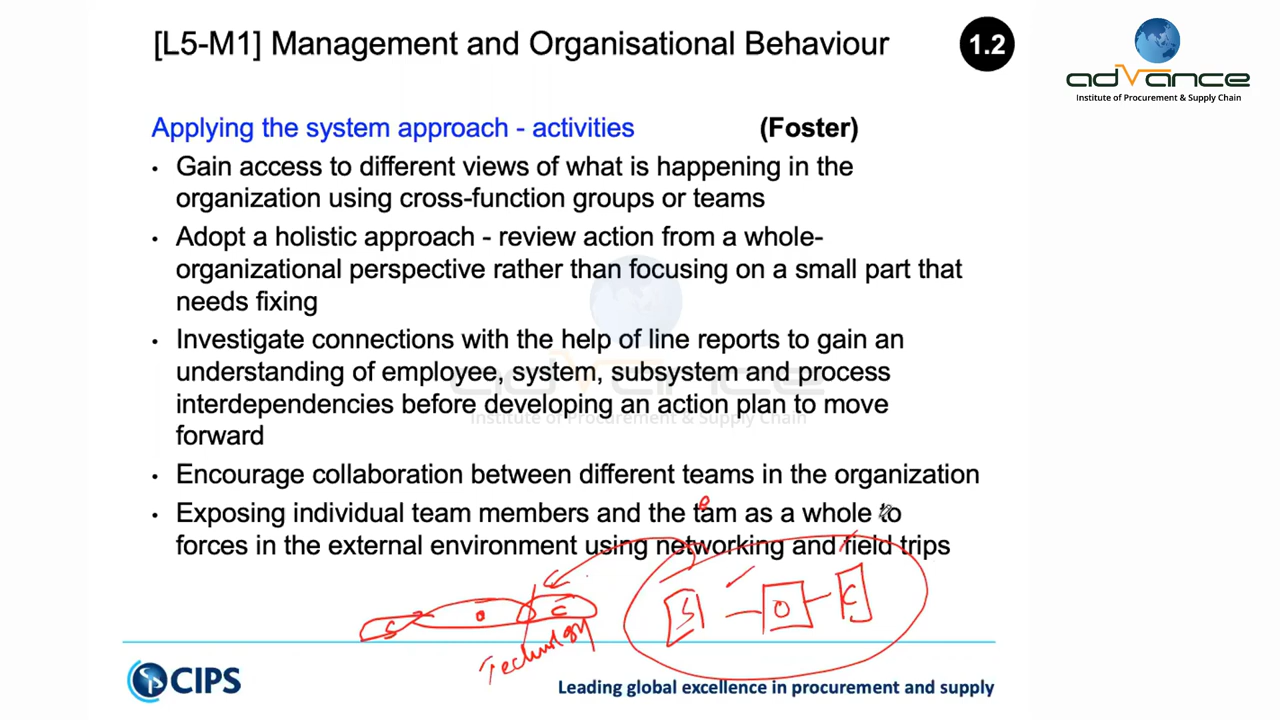 [L5-M1] Management and Organisational Behaviour
1.2
advance
Institute of Procurement & Supply Chain
Applying the system approach - activities (Foster)
• Gain access to different views of what is happening in the
organization using cross-function groups or teams
• Adopt a holistic approach - review action from a whole-
organizational perspective rather than focusing on a small part that
needs fixing
• Investigate connections with the help of line reports to gain an
understanding of employee, system, subsystem and process
advance
interdependencies before developing an action plan to move
Institute of Procurement & Supply Chain
forward
• Encourage collaboration between different teams in the organization
e
• Exposing individual team members and the tam as a whole to
forces in the external environment using networking and field trips
S O C
S O C
Technology
CIPS
Leading global excellence in procurement and supply